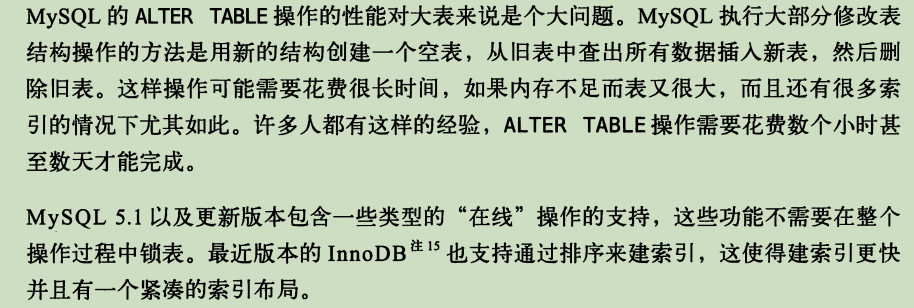 MySQL 的 ALTER TABLE 操作的性能对大表来说是个大问题。MySQL 执行大部分修改表
结构操作的方法是用新的结构创建一个空表，从旧表中查出所有数据插入新表，然后删
除旧表。这样操作可能需要花费很长时间，如果内存不足而表又很大，而且还有很多索
引的情况下尤其如此。许多人都有这样的经验，ALTER TABLE 操作需要花费数个小时甚
至数天才能完成。
MySQL 5.1 以及更新版本包含一些类型的“在线”操作的支持，这些功能不需要在整个
操作过程中锁表。最近版本的 InnoDB注15也支持通过排序来建索引，这使得建索引更快
并且有一个紧凑的索引布局。